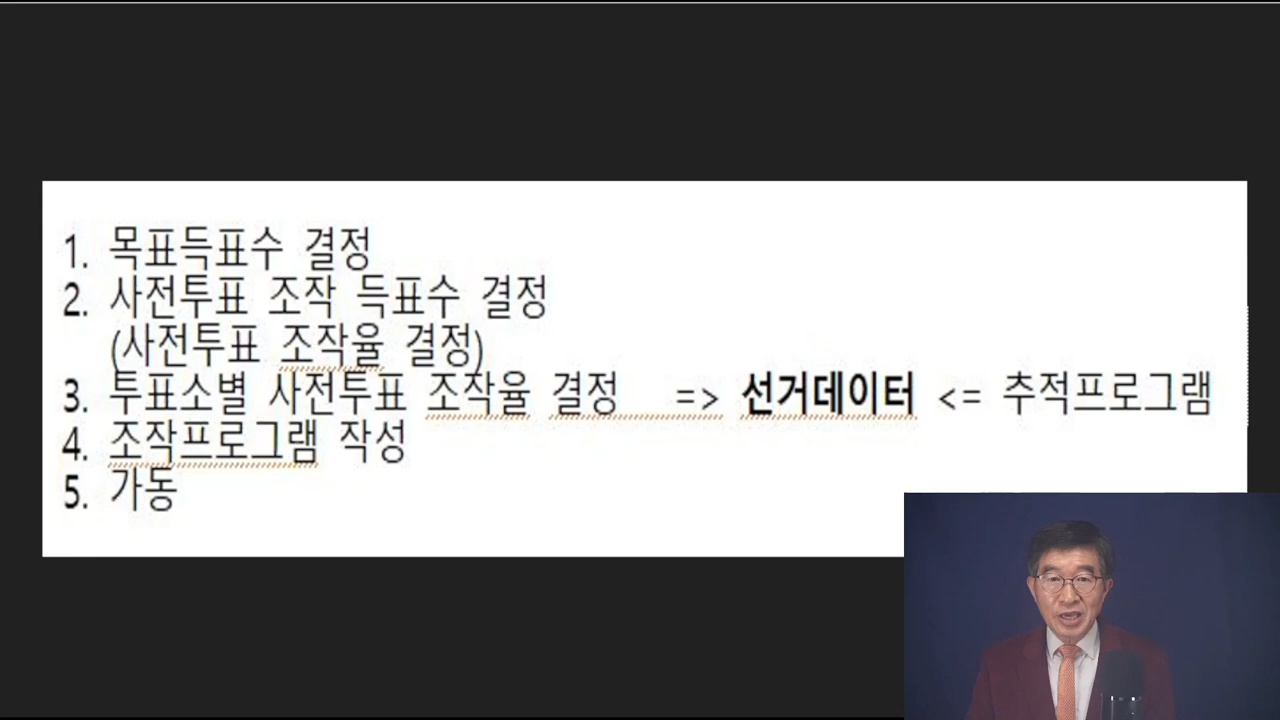 1. 목표득표수 결정
2. 사전투표 조작 득표수 결정
(사전투표 조작율 결정)
3. 투표소별 사전투표 조작율 결정 => 선거데이터 <= 추적프로그램
4. 조작프로그램 작성
5. 가동